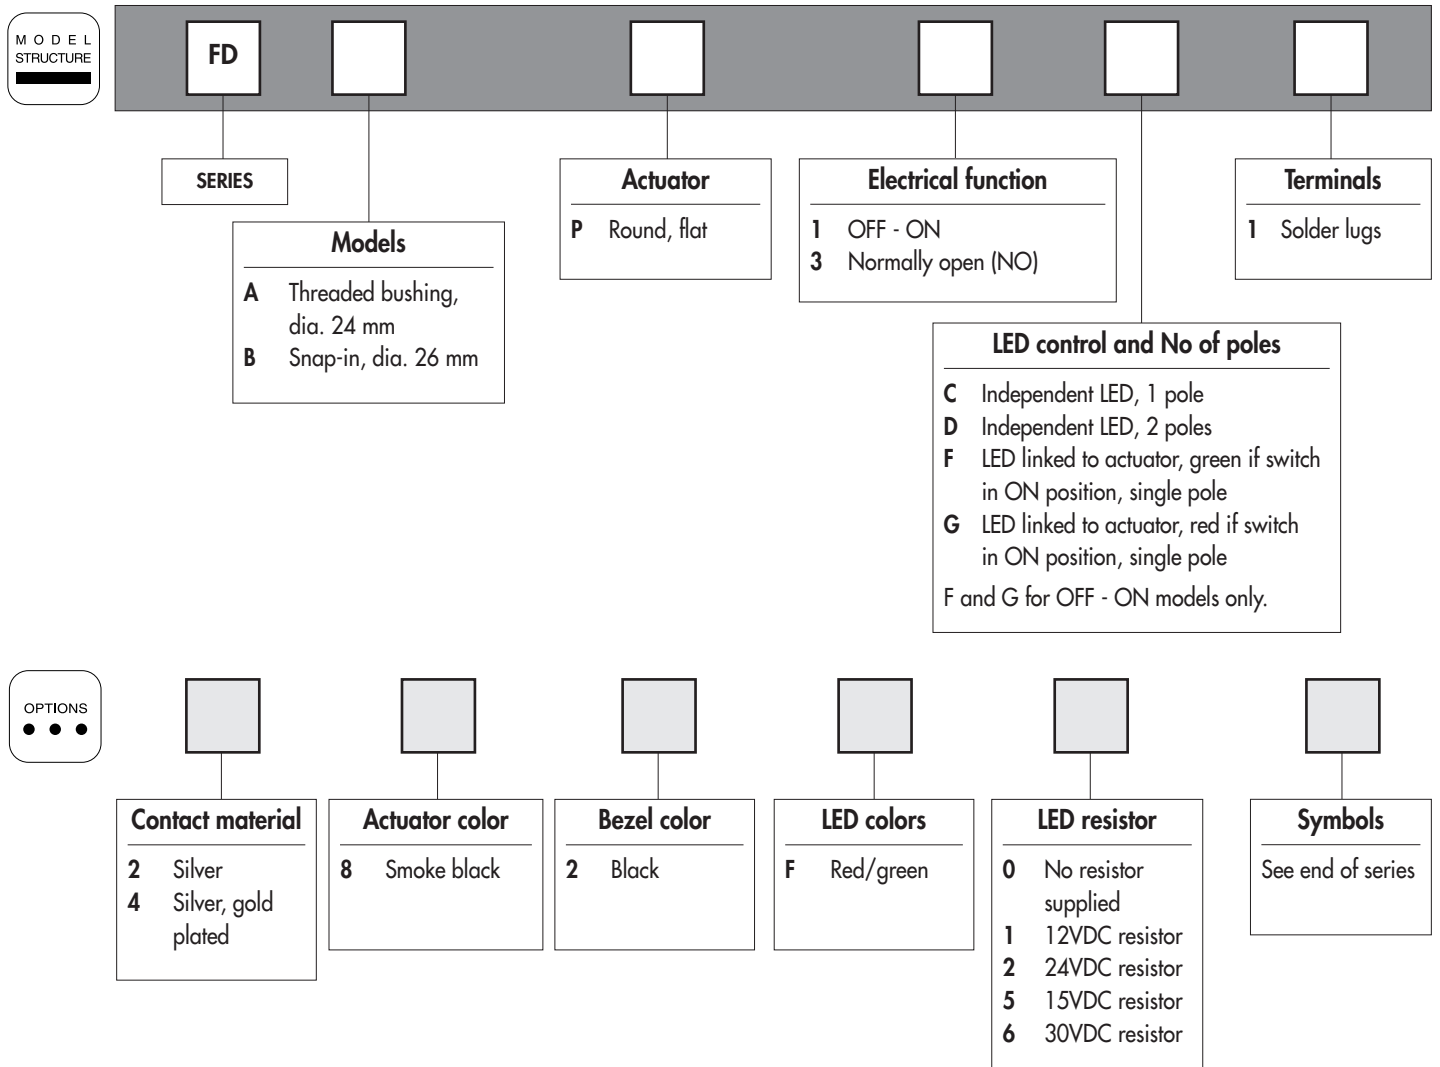 MODEL
STRUCTURE
FD
SERIES
Models
A Threaded bushing,
dia. 24 mm
B Snap-in, dia. 26 mm
Actuator
P Round, flat
Electrical function
1 OFF - ON
3 Normally open (NO)
LED control and No of poles
C Independent LED, 1 pole
D Independent LED, 2 poles
F LED linked to actuator, green if switch
in ON position, single pole
G LED linked to actuator, red if switch
in ON position, single pole
F and G for OFF - ON models only.
Terminals
1 Solder lugs
OPTIONS
Contact material
2 Silver
4 Silver, gold
plated
Actuator color
8 Smoke black
Bezel color
2 Black
LED colors
F Red/green
LED resistor
0 No resistor
supplied
1 12VDC resistor
2 24VDC resistor
5 15VDC resistor
6 30VDC resistor
Symbols
See end of series